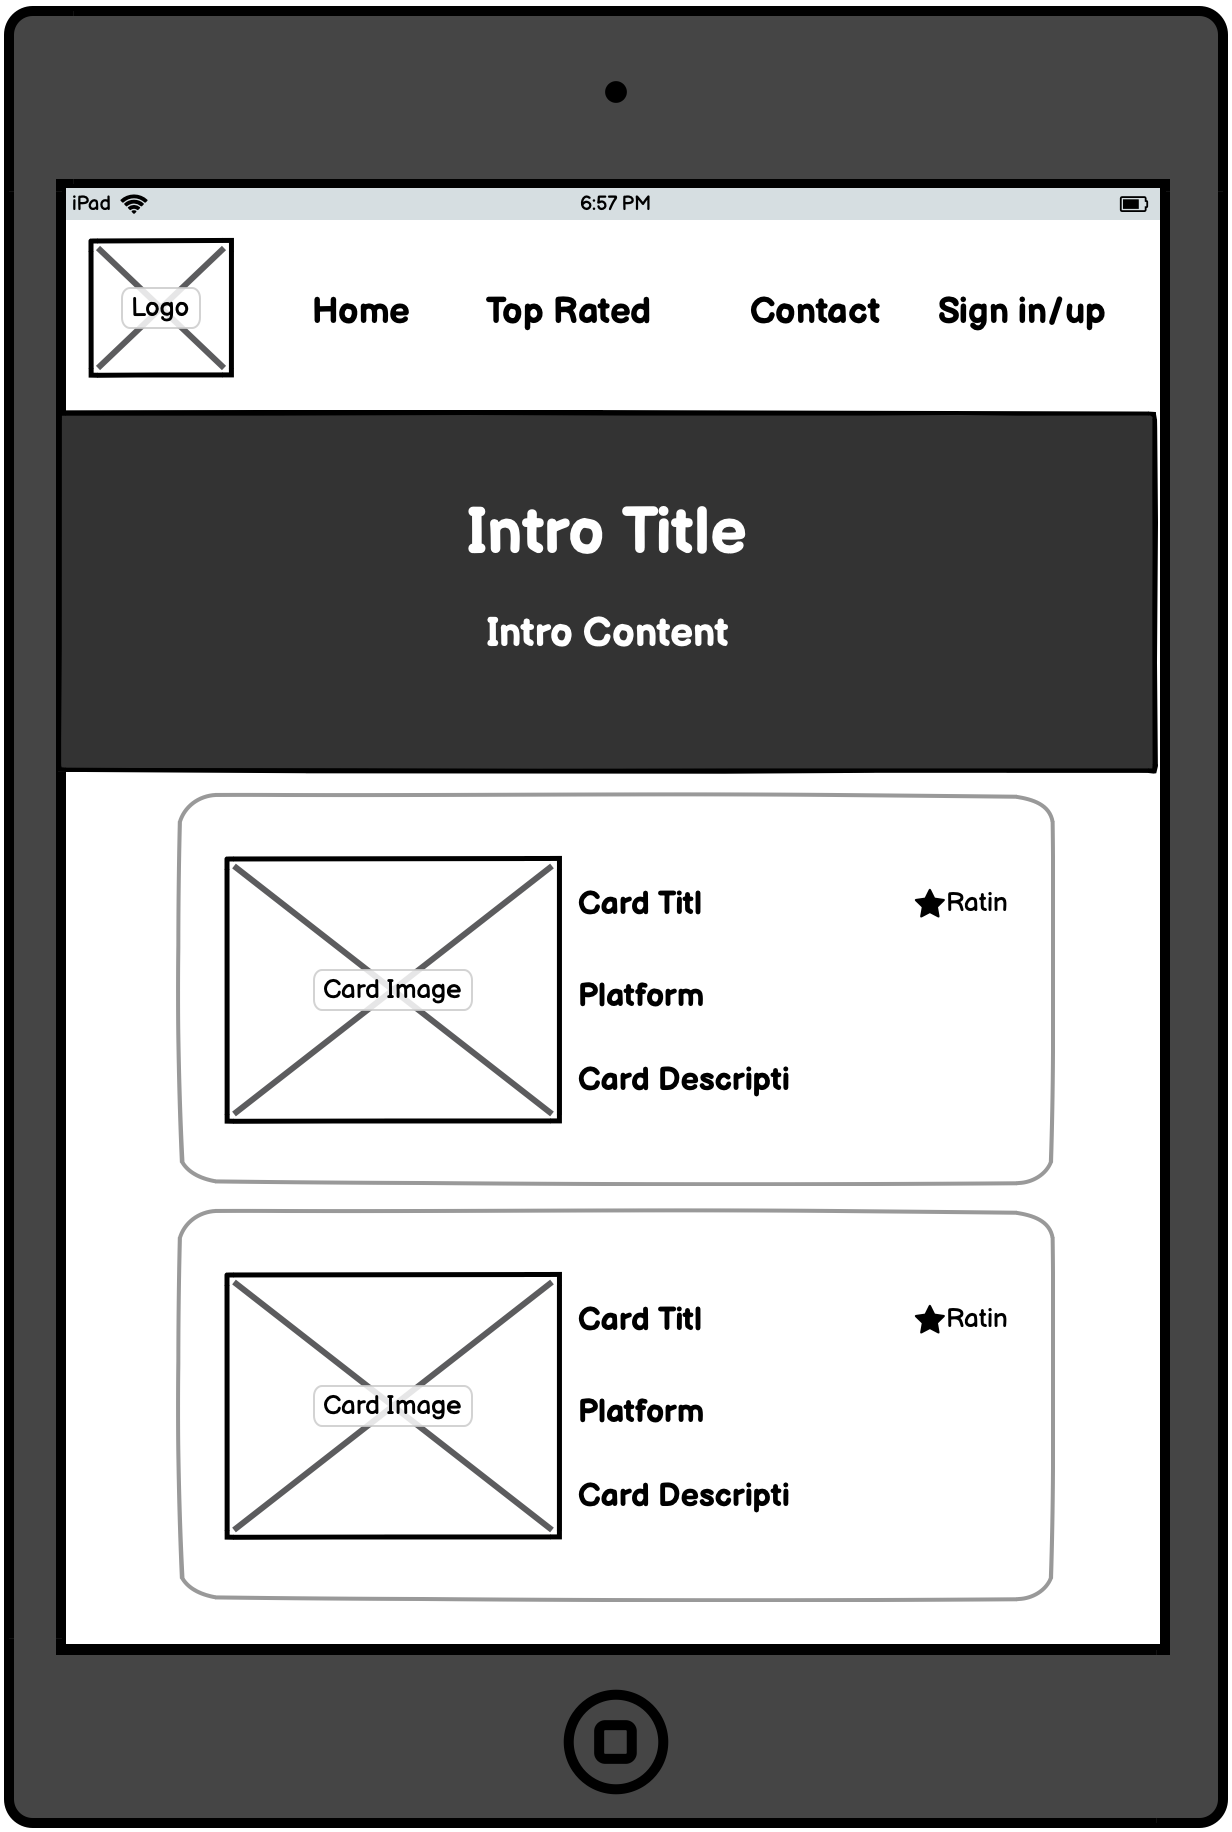 iPad 6:57 PM
Logo
Home Top Rated Contact Sign in/up
Intro Title
Intro Content
Card Titl ★Ratin
Card Image
Platform
Card Descripti
Card Titl ★Ratin
Card Image
Platform
Card Descripti